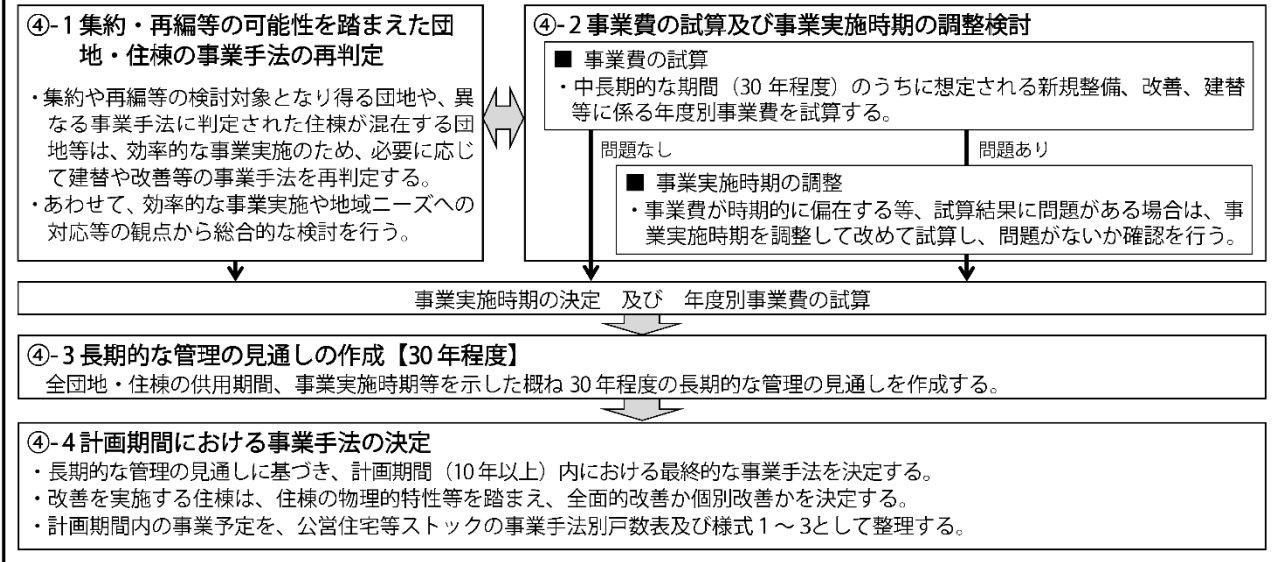 ④-1 集約・再編等の可能性を踏まえた団
地・住棟の事業手法の再判定
・集約や再編等の検討対象となり得る団地や、異
なる事業手法に判定された住棟が混在する団
地等は、効率的な事業実施のため、必要に応じ
て建替や改善等の事業手法を再判定する。
・あわせて、効率的な事業実施や地域ニーズへの
対応等の観点から総合的な検討を行う。
④-2 事業費の試算及び事業実施時期の調整検討
■ 事業費の試算
・中長期的な期間（30 年程度）のうちに想定される新規整備、改善、建替
等に係る年度別事業費を試算する。
問題なし
問題あり
■ 事業実施時期の調整
・事業費が時期的に偏在する等、試算結果に問題がある場合は、事
業実施時期を調整して改めて試算し、問題がないか確認を行う。
事業実施時期の決定　及び　年度別事業費の試算
④-3 長期的な管理の見通しの作成【30 年程度】
全団地・住棟の供用期間、事業実施時期等を示した概ね 30 年程度の長期的な管理の見通しを作成する。
④-4 計画期間における事業手法の決定
・長期的な管理の見通しに基づき、計画期間（10 年以上）内における最終的な事業手法を決定する。
・改善を実施する住棟は、住棟の物理的特性等を踏まえ、全面的改善か個別改善かを決定する。
・計画期間内の事業予定を、公営住宅等ストックの事業手法別戸数表及び様式 1 ～ 3 として整理する。